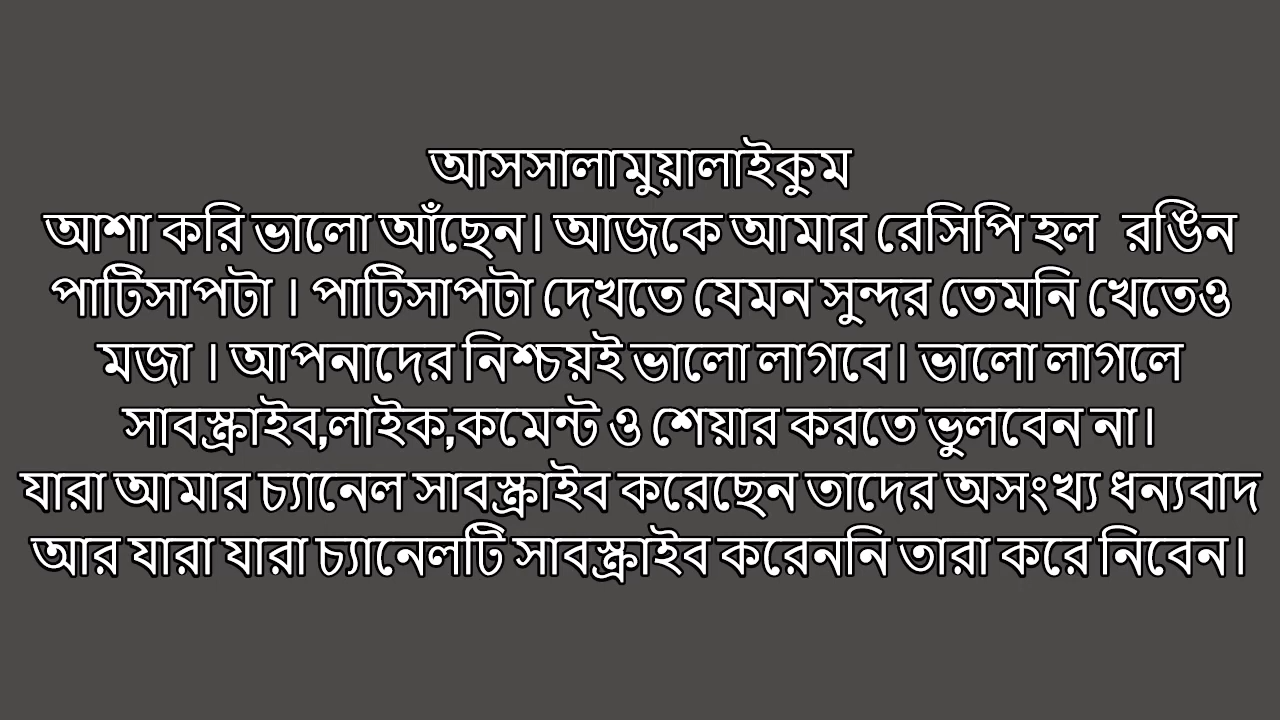 আসসালামুয়ালাইকুম
আশা করি ভালো আঁছেন। আজকে আমার রেসিপি হল রঙিন
পাটিসাপটা । পাটিসাপটা দেখতে যেমন সুন্দর তেমনি খেতেও
মজা । আপনাদের নিশ্চয়ই ভালো লাগবে। ভালো লাগলে
সাবস্ক্রাইব,লাইক,কমেন্ট ও শেয়ার করতে ভুলবেন না।
যারা আমার চ্যানেল সাবস্ক্রাইব করেছেন তাদের অসংখ্য ধন্যবাদ
আর যারা যারা চ্যানেলটি সাবস্ক্রাইব করেননি তারা করে নিবেন।